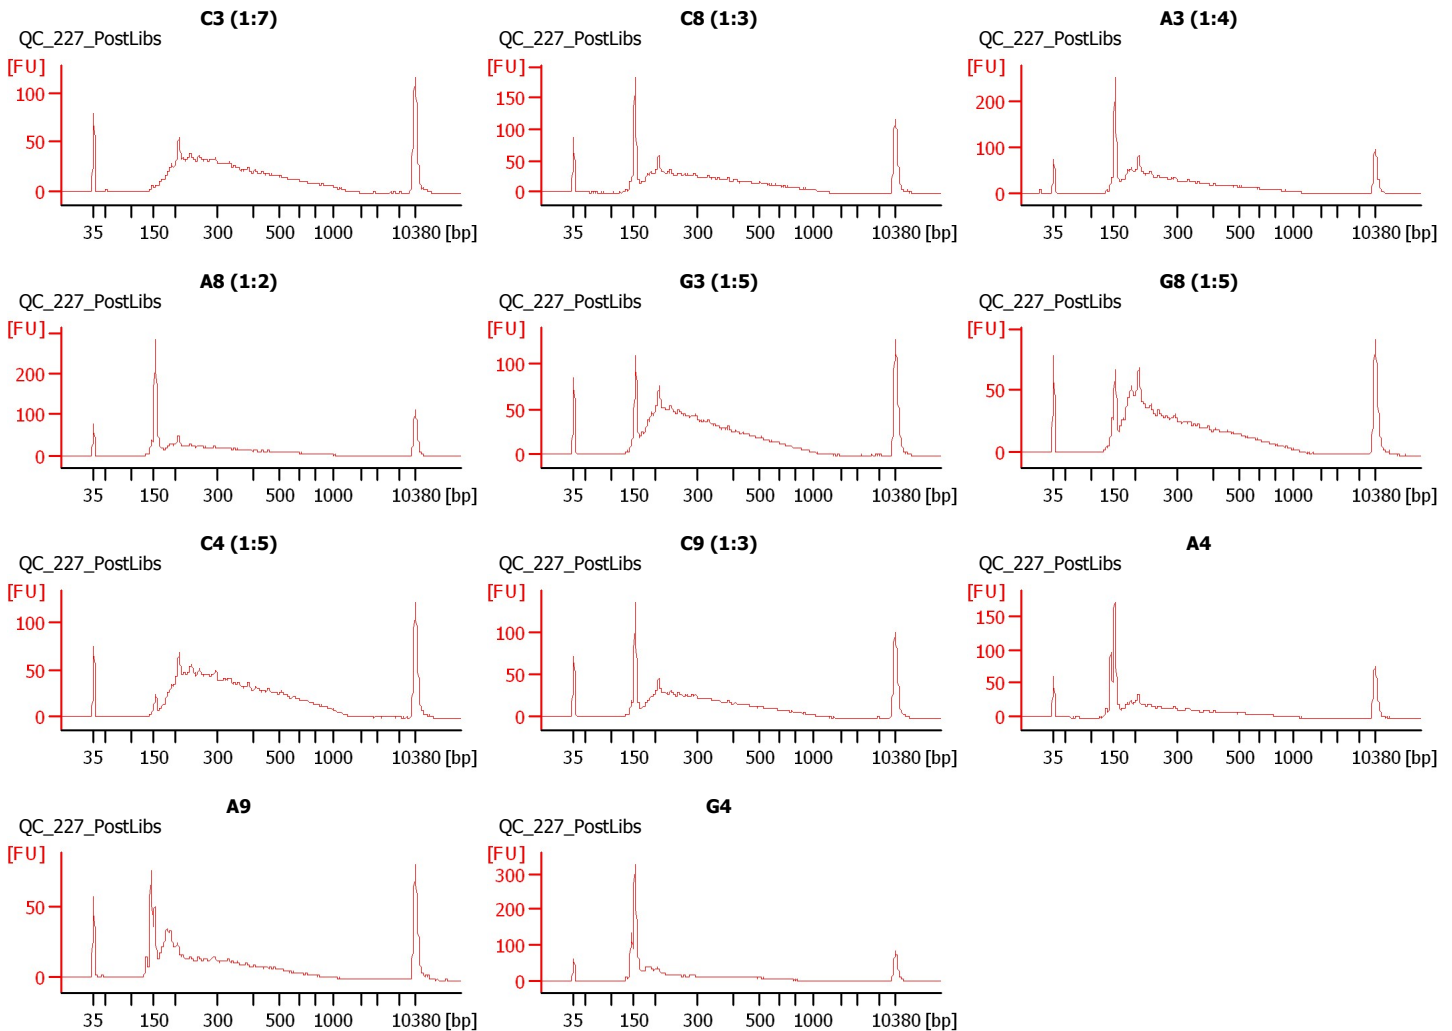 C3 (1:7)
QC_227_PostLibs
[FU]
100
50
0
35 150 300 500 1000 10380 [bp]
C8 (1:3)
QC_227_PostLibs
[FU]
150
100
50
0
35 150 300 500 1000 10380 [bp]
A3 (1:4)
QC_227_PostLibs
[FU]
200
100
0
35 150 300 500 1000 10380 [bp]
A8 (1:2)
QC_227_PostLibs
[FU]
200
100
0
35 150 300 500 1000 10380 [bp]
G3 (1:5)
QC_227_PostLibs
[FU]
100
50
0
35 150 300 500 1000 10380 [bp]
G8 (1:5)
QC_227_PostLibs
[FU]
50
0
35 150 300 500 1000 10380 [bp]
C4 (1:5)
QC_227_PostLibs
[FU]
100
50
0
35 150 300 500 1000 10380 [bp]
C9 (1:3)
QC_227_PostLibs
[FU]
100
50
0
35 150 300 500 1000 10380 [bp]
A4
QC_227_PostLibs
[FU]
150
100
50
0
35 150 300 500 1000 10380 [bp]
A9
QC_227_PostLibs
[FU]
50
0
35 150 300 500 1000 10380 [bp]
G4
QC_227_PostLibs
[FU]
300
200
100
0
35 150 300 500 1000 10380 [bp]